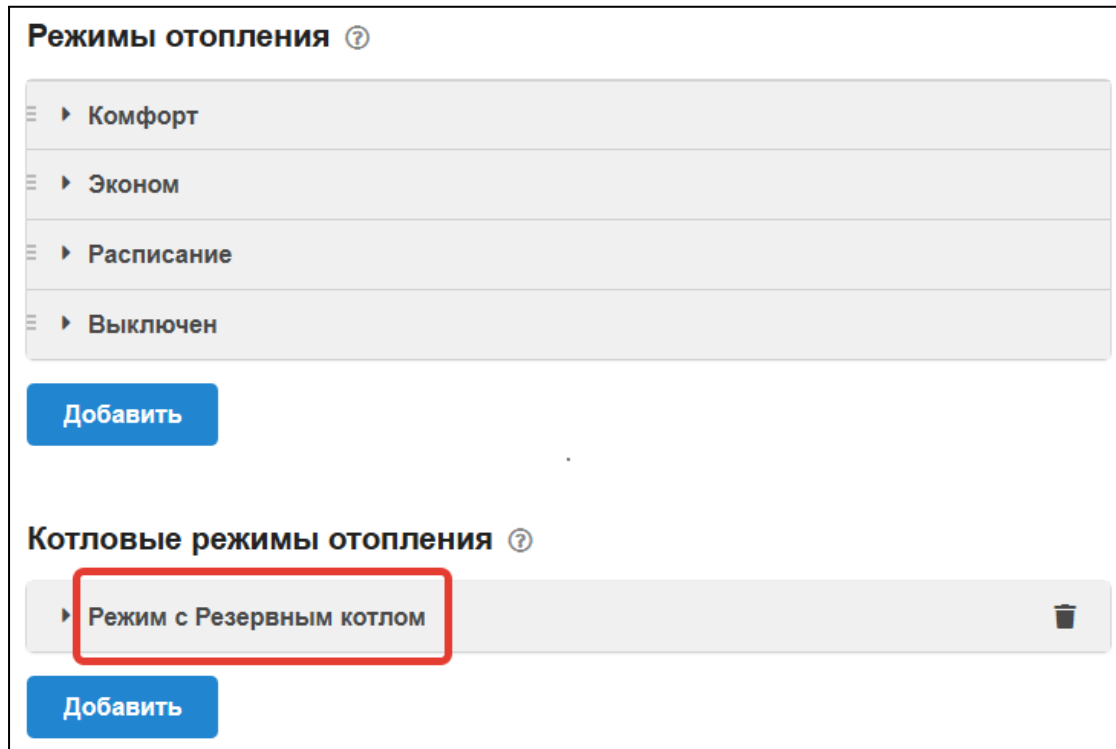 Режимы отопления ?
Комфорт
Эконом
Расписание
Выключен
Добавить
Котловые режимы отопления ?
Режим с Резервным котлом
Добавить